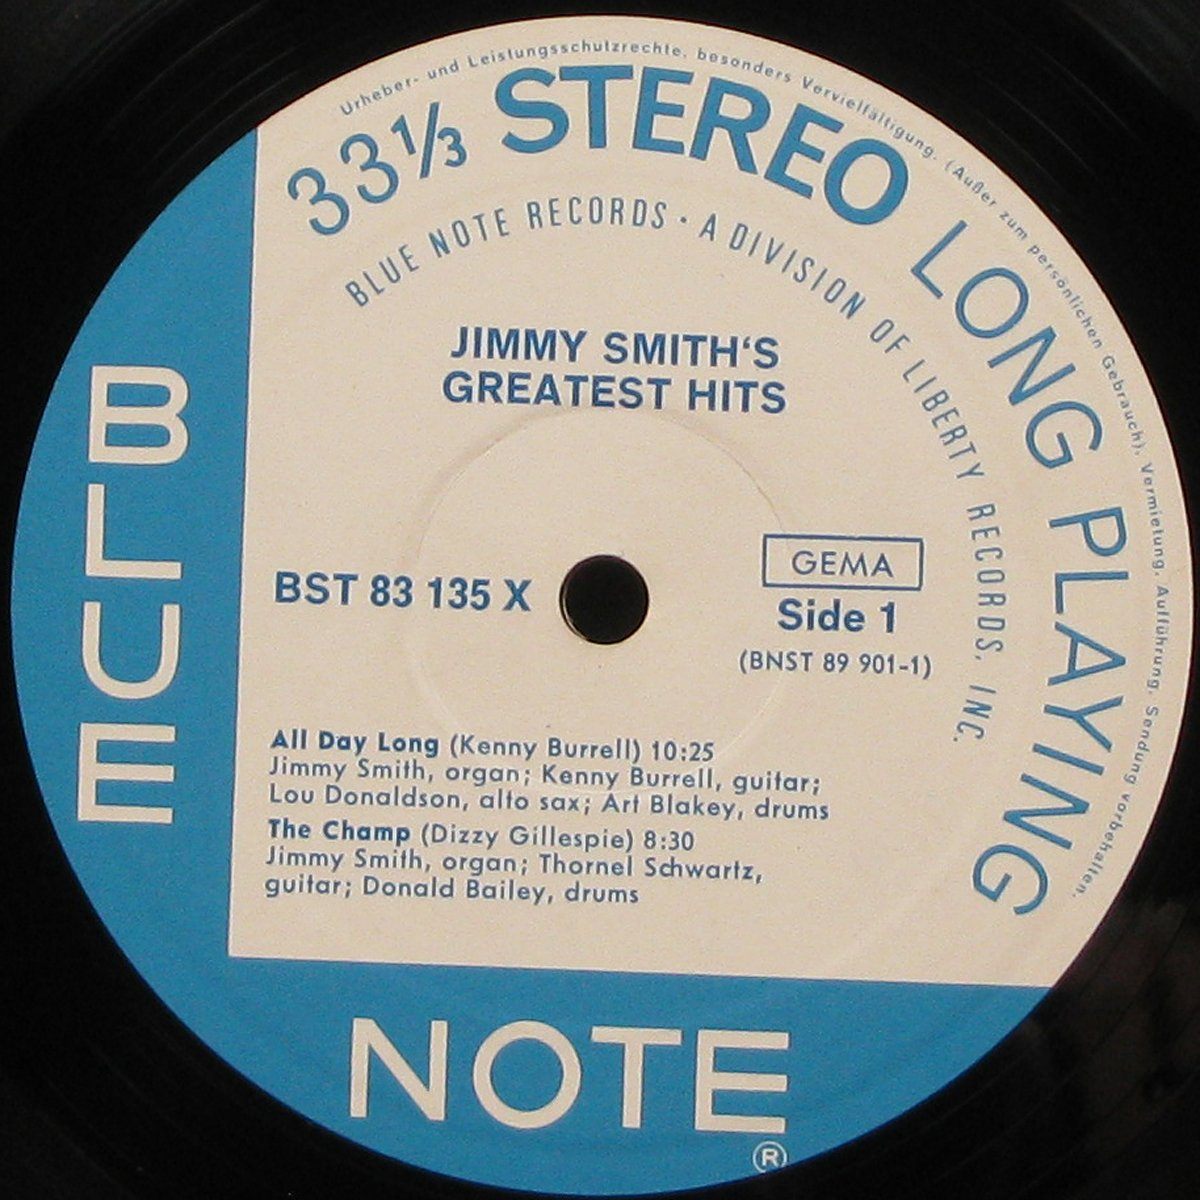 Urheber- und Leistungsschutzrechte, besonders Vervielfältigung, (Außer zum persönlichen Gebrauch), Vermietung, Aufführung, Sendung vorbehalten.
33⅓ STEREO LONG PLAYING
BLUE NOTE RECORDS · A DIVISION OF LIBERTY RECORDS, INC.
JIMMY SMITH‘S
GREATEST HITS
BST 83 135 X
GEMA
Side 1
(BNST 89 901-1)
All Day Long (Kenny Burrell) 10:25
Jimmy Smith, organ; Kenny Burrell, guitar;
Lou Donaldson, alto sax; Art Blakey, drums
The Champ (Dizzy Gillespie) 8:30
Jimmy Smith, organ; Thornel Schwartz,
guitar; Donald Bailey, drums
BLUE
NOTE
®